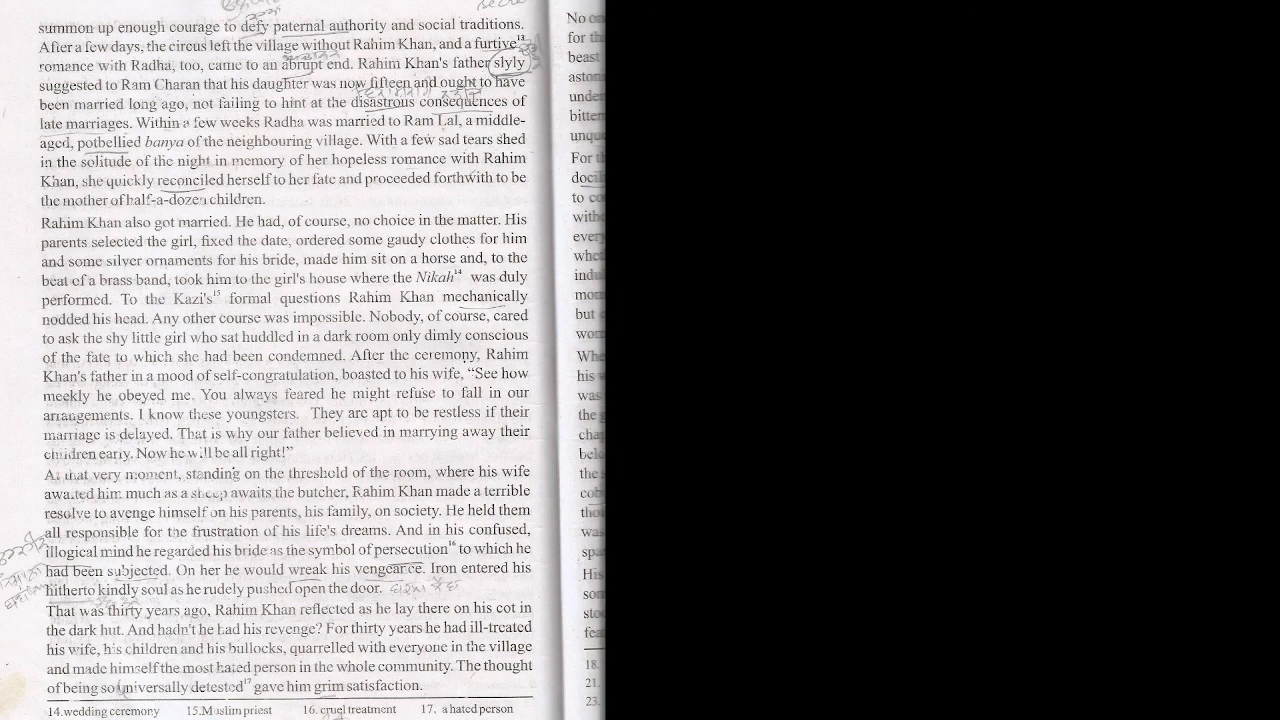 summon up enough courage to defy paternal authority and social traditions.
After a few days, the circus left the village without Rahim Khan, and a furtive13
romance with Radha, too, came to an abrupt end. Rahim Khan's father slyly
suggested to Ramcharan that his daughter was now fifteen and ought to have
been married long ago, not failing to hint at the disastrous consequences of
late marriages. Within a few weeks Radha was married to Ram Lal, a middle-
aged, potbellied of the neighbouring village. With a few sad tears shed
in the solitude of the night in memory of her hopeless romance with Rahim
Khan, she quickly reconciled herself to her fate and proceeded forthwith to be
the mother of half-a-dozen children.
Rahim Khan also got married. He had, of course, no choice in the matter. His
parents selected the girl, fixed the date, ordered some gaudy clothes for him
and some silver ornaments for his bride, made him sit on a horse and, to the
beat of a brass band, took him to the girl's house where the Nikah14 was duly
performed. To the Kazi's15 formal questions Rahim Khan mechanically
nodded his head. Any other course was impossible. Nobody, of course, cared
to ask the shy little girl who sat huddled in a dark room only dimly conscious
of the fate to which she had been condemned. After the ceremony, Rahim
Khan's father in a mood of self-congratulation, boasted to his wife, “See how
meekly he obeyed me. You always feared he might refuse to fall in our
arrangements. I know these youngsters. They are apt to be restless if their
marriage is delayed. That is why our father believed in marrying away their
children early. Now he will be all right!”
At that very moment, standing on the threshold of the room, where his wife
awaited him much as a sheep awaits the butcher, Rahim Khan made a terrible
resolve to avenge himself on his parents, his family, on society. He held them
all responsible for the frustration of his life's dreams. And in his confused,
illogical mind he regarded his bride as the symbol of persecution16 to which he
had been subjected. On her he would wreak his vengearce. Iron entered his
hitherto kindly soul as he rudely pushed open the door.
That was thirty years ago, Rahim Khan reflected as he lay there on his cot in
the dark hut. And hadn't he had his revenge? For thirty years he had ill-treated
his wife, his children and his bullocks, quarrelled with everyone in the village
and made himself the most hated person in the whole community. The thought
of being so universally detested17 gave him grim satisfaction.
14.wedding ceremony 15.Muslim priest 16. cruel treatment 17. a hated person
No
for
beast
docil
to
but
When
his
was
the
His
18.
21.
23.